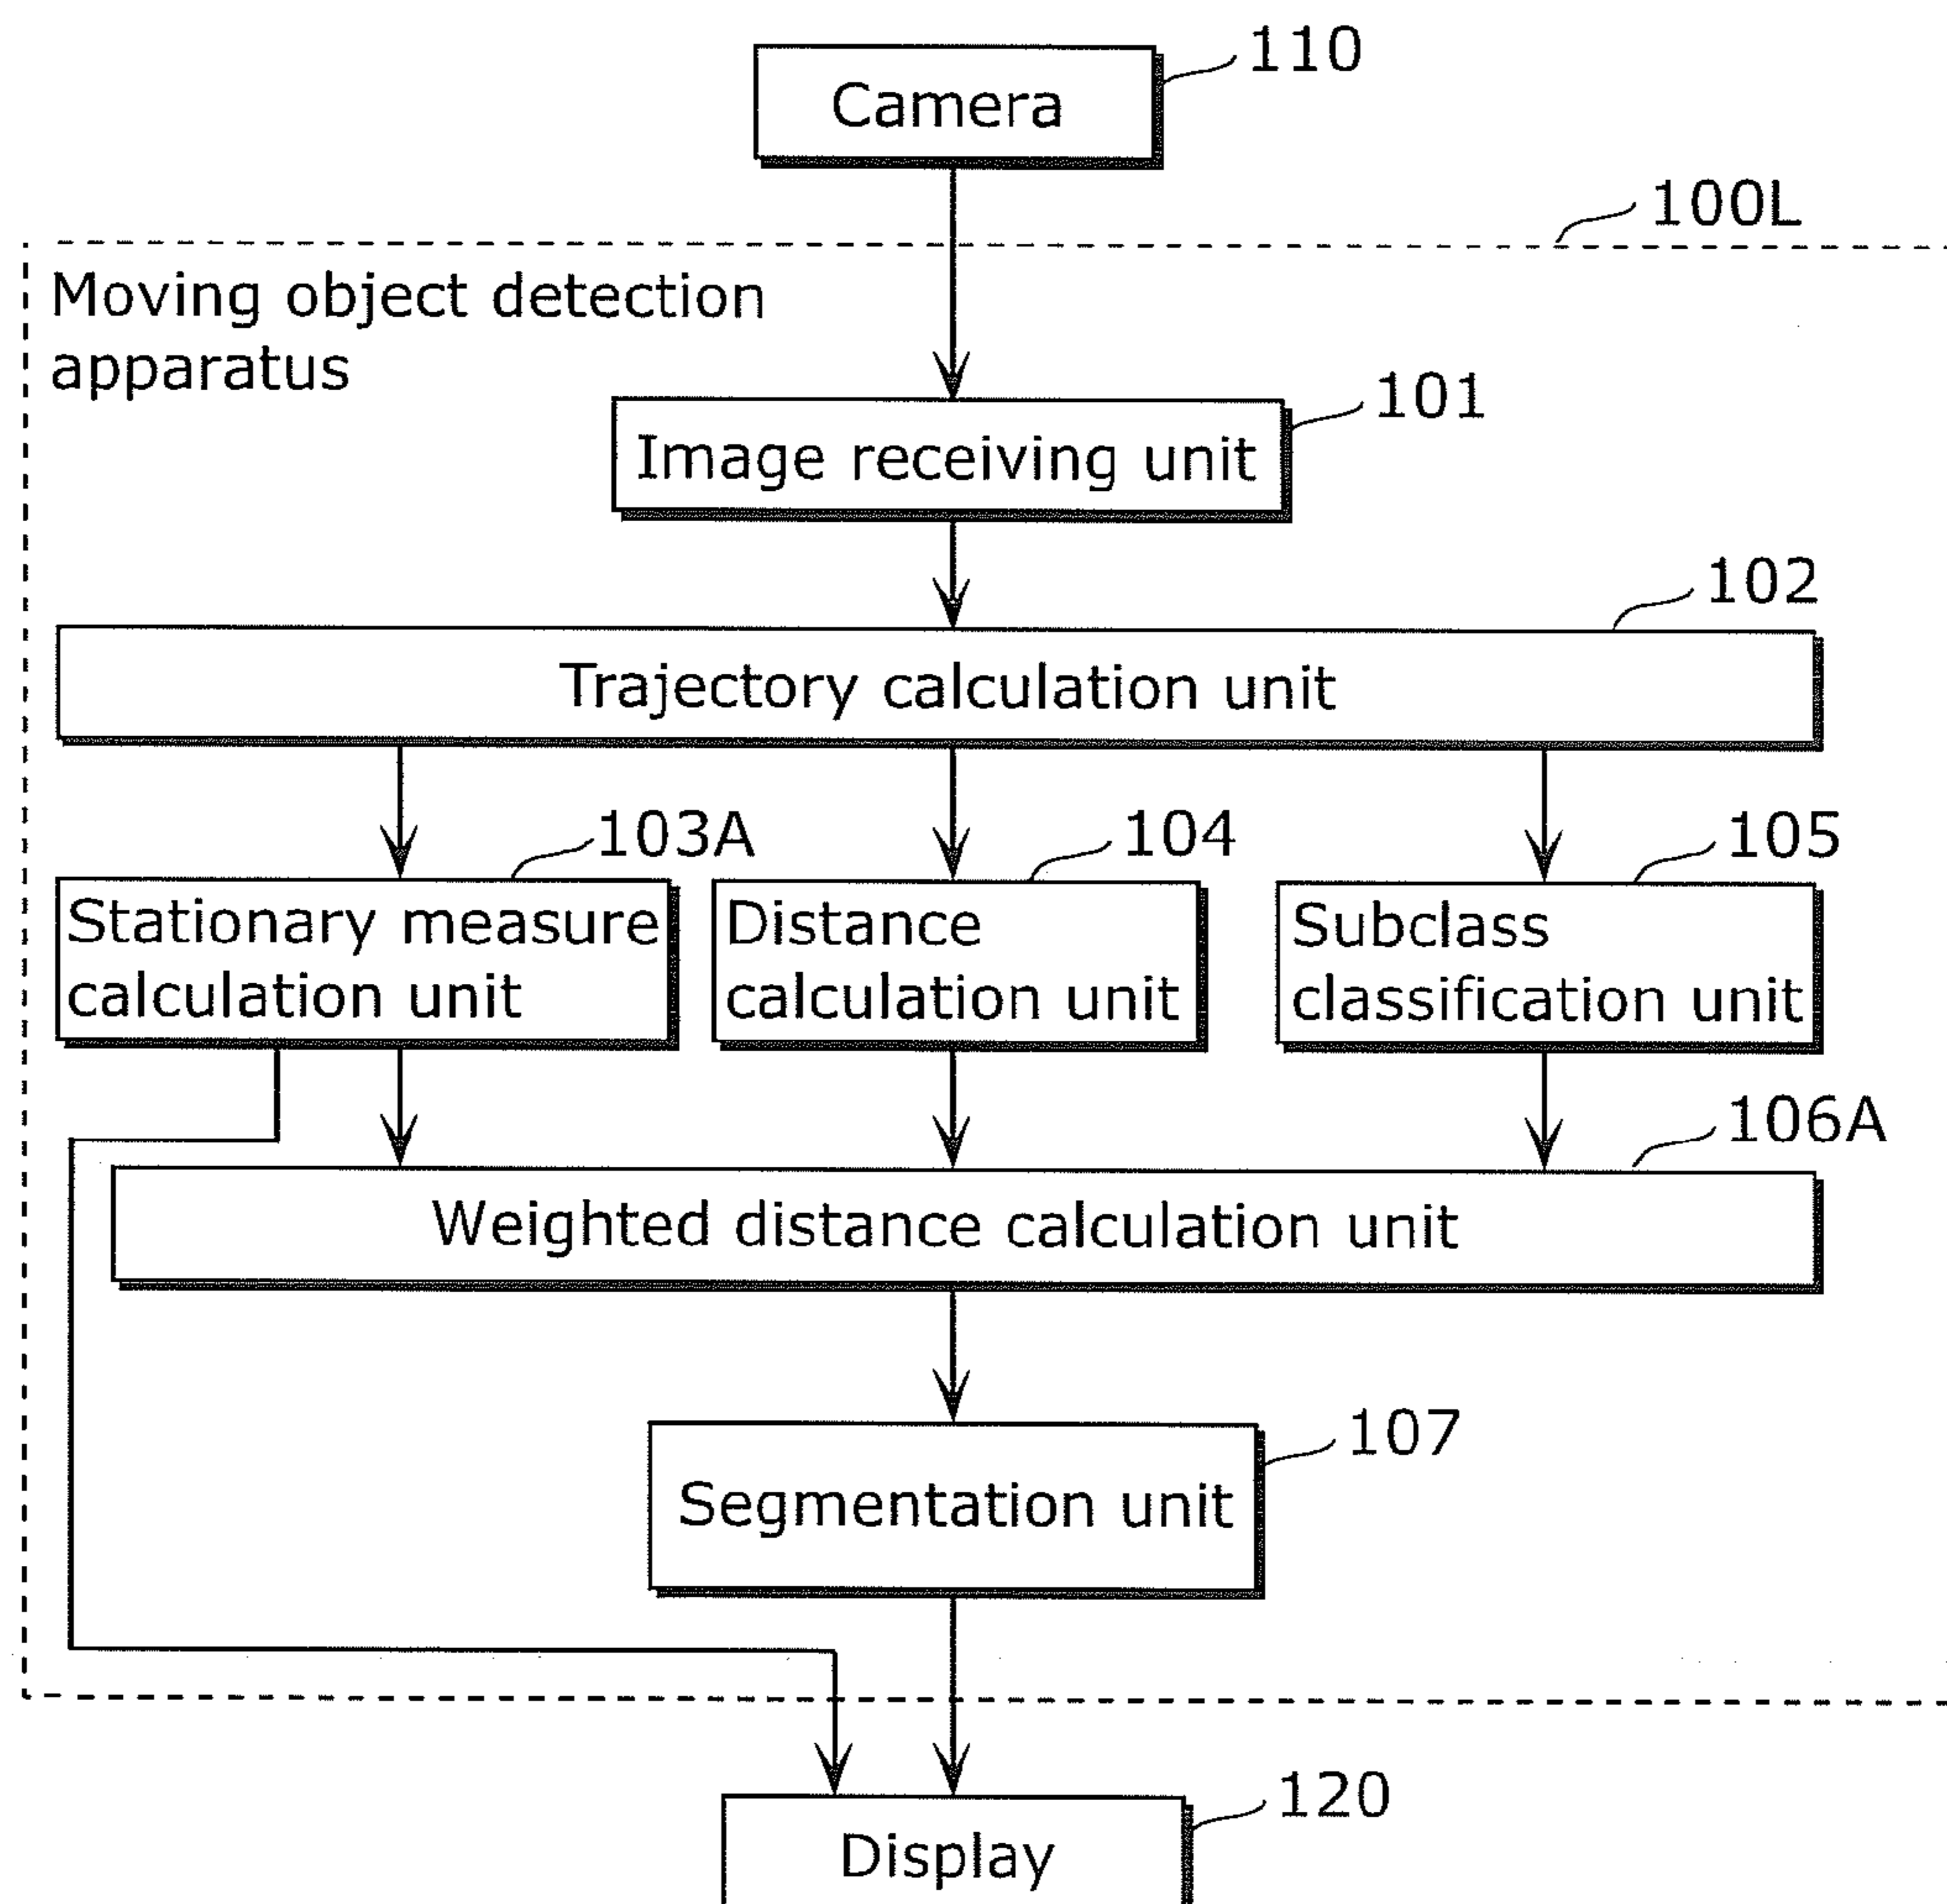 110
Camera
100L
Moving object detection
apparatus
101
Image receiving unit
102
Trajectory calculation unit
103A
104
105
Stationary measure
calculation unit
Distance
calculation unit
Subclass
classification unit
106A
Weighted distance calculation unit
107
Segmentation unit
120
Display